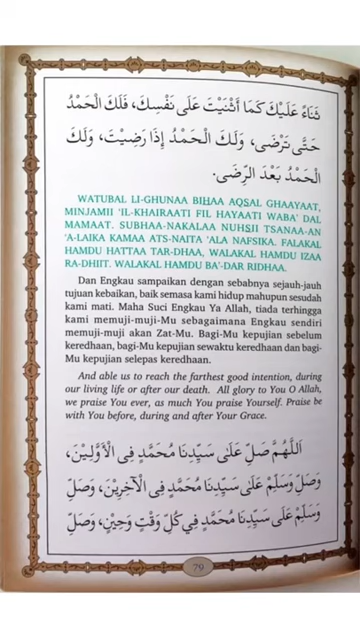 ثَنَاءً عَلَيْكَ كَمَا أَثْنَيْتَ عَلَى نَفْسِكَ، فَلَكَ الْحَمْدُ
حَتَّى تَرْضَى، وَلَكَ الْحَمْدُ إِذَا رَضِيْتَ، وَلَكَ
الْحَمْدُ بَعْدَ الرِّضَى.
WATUBAL LI-GHUNAA BIHAA AQSAL GHAAYAAT,
MINJAMII 'IL-KHAIRAATI FIL HAYAATI WABA' DAL
MAMAAT. SUBHAA-NAKALAA NUHSII TSANAA-AN
'A-LAIKA KAMAA ATS-NAITA 'ALA NAFSIKA. FALAKAL
HAMDU HATTAA TAR-DHAA, WALAKAL HAMDU IZAA
RA-DHIIT. WALAKAL HAMDU BA'-DAR RIDHAA.
Dan Engkau sampaikan dengan sebabnya sejauh-jauh
tujuan kebaikan, baik semasa kami hidup mahupun sesudah
kami mati. Maha Suci Engkau Ya Allah, tiada terhingga
kami memuji-muji-Mu sebagaimana Engkau sendiri
memuji-muji akan Zat-Mu. Bagi-Mu kepujian sebelum
keredhaan, bagi-Mu kepujian sewaktu keredhaan dan bagi-
Mu kepujian selepas keredhaan.
And able us to reach the farthest good intention, during
our living life or after our death. All glory to You O Allah,
we praise You ever, as much You praise Yourself. Praise be
with You before, during and after Your Grace.
اَللَّهُمَّ صَلِّ عَلَى سَيِّدِنَا مُحَمَّدٍ فِى الْأَوَّلِيْنَ،
وَصَلِّ وَسَلِّمْ عَلَى سَيِّدِنَا مُحَمَّدٍ فِى الْآخِرِيْنَ، وَصَلِّ
وَسَلِّمْ عَلَى سَيِّدِنَا مُحَمَّدٍ فِى كُلِّ وَقْتٍ وَحِيْنٍ، وَصَلِّ
79